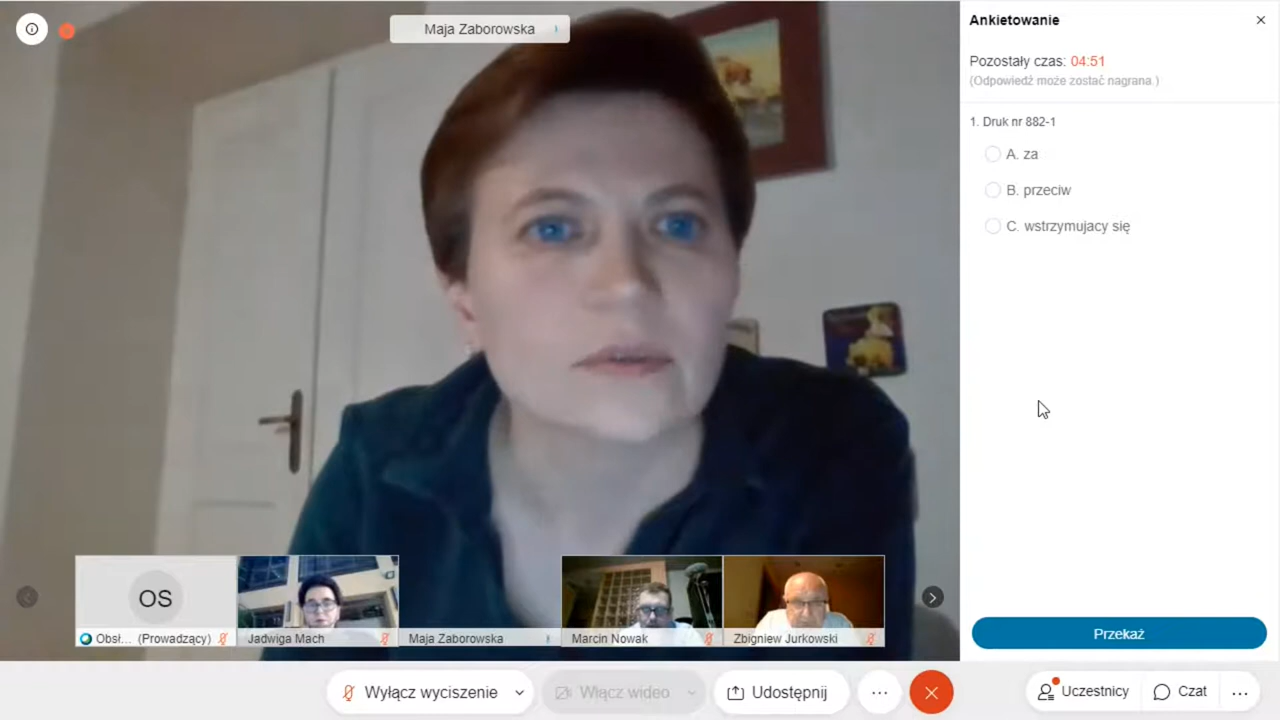 Maja Zaborowska
Ankietowanie
Pozostały czas: 04:51
(Odpowiedź może zostać nagrana.)
1. Druk nr 882-1
A. za
B. przeciw
C. wstrzymujacy się
Przekaż
OS
Obsł... (Prowadzący)
Jadwiga Mach
Maja Zaborowska
Marcin Nowak
Zbigniew Jurkowski
Wyłącz wyciszenie
Włącz wideo
Udostępnij
Uczestnicy
Czat